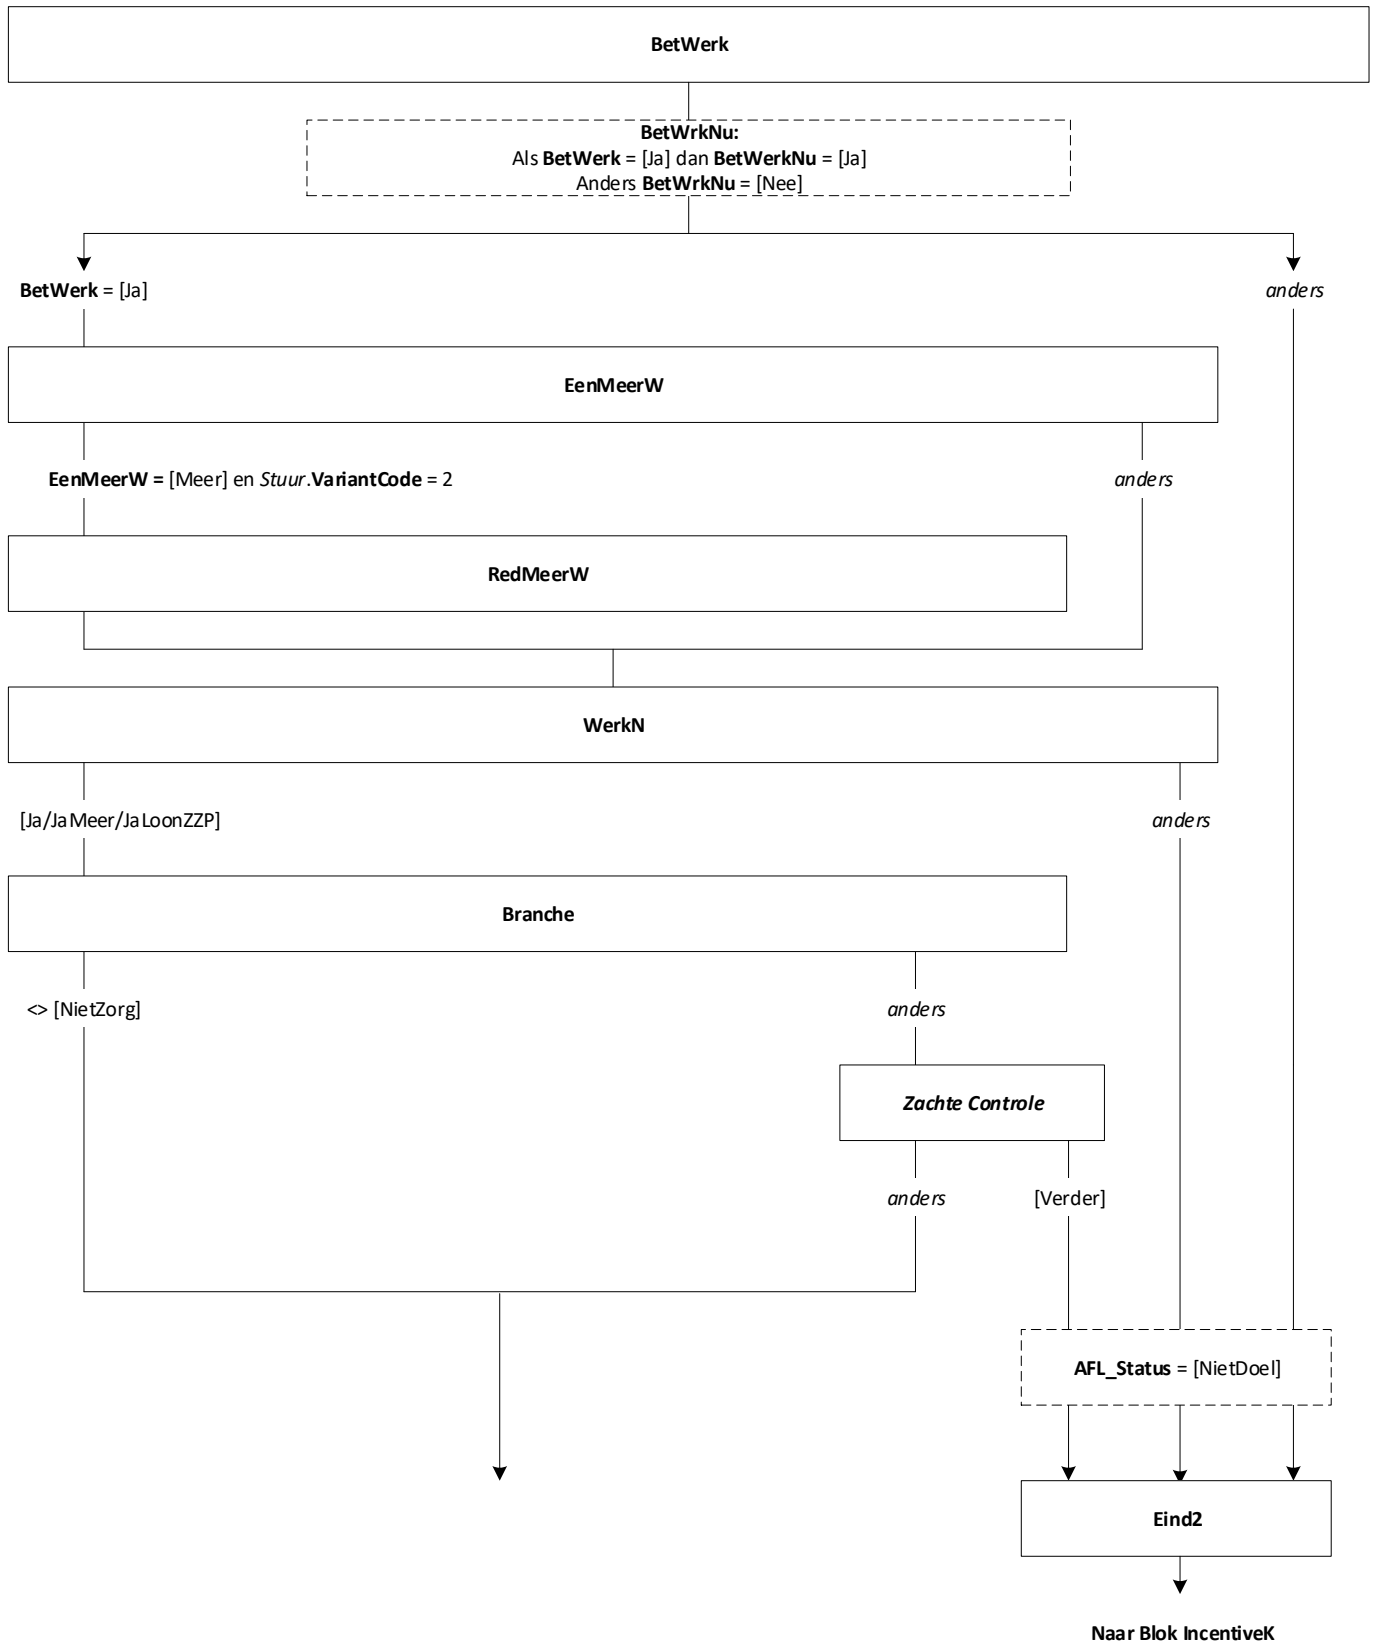 BetWerk
BetWrkNu:
Als BetWerk = [Ja] dan BetWerkNu = [Ja]
Anders BetWrkNu = [Nee]
BetWerk = [Ja]
anders
EenMeerW
EenMeerW = [Meer] en Stuur.VariantCode = 2
anders
RedMeerW
WerkN
[Ja/JaMeer/JaLoonZZP]
anders
Branche
<> [NietZorg]
anders
Zachte Controle
anders
[Verder]
AFL_Status = [NietDoel]
Eind2
Naar Blok IncentiveK